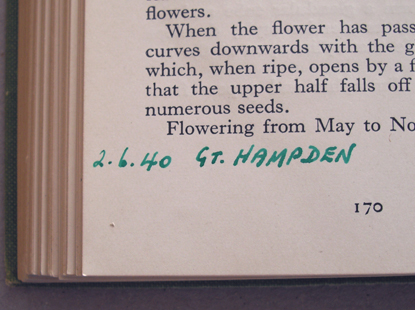 flowers.
When the flower has pass
curves downwards with the g
which, when ripe, opens by a f
that the upper half falls off
numerous seeds.
Flowering from May to No
2.6.40 GT. HAMPDEN
170